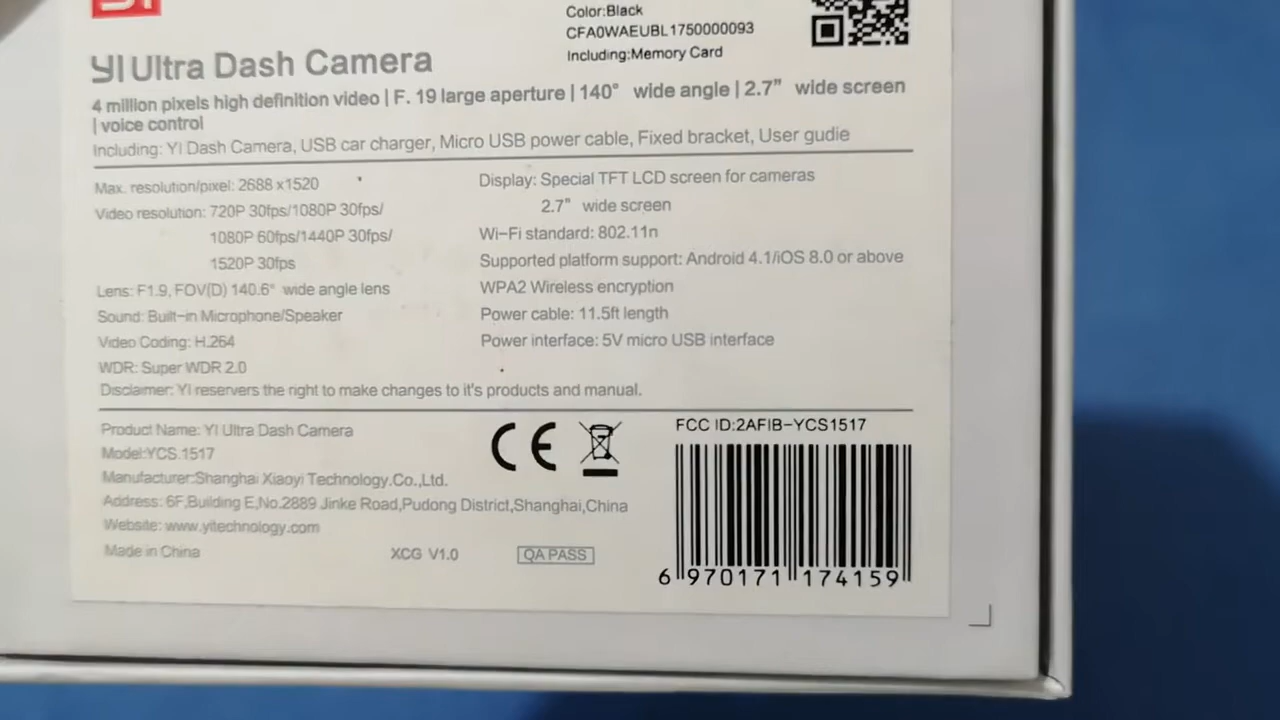 Color:Black
CFA0WAEUBL1750000093
Including:Memory Card
YI Ultra Dash Camera
4 million pixels high definition video | F. 19 large aperture | 140° wide angle | 2.7” wide screen
| voice control
Including: YI Dash Camera, USB car charger, Micro USB power cable, Fixed bracket, User gudie
Max. resolution/pixel: 2688 x1520
Video resolution: 720P 30fps/1080P 30fps/
1080P 60fps/1440P 30fps/
1520P 30fps
Lens: F1.9, FOV(D) 140.6° wide angle lens
Sound: Built-in Microphone/Speaker
Video Coding: H.264
WDR: Super WDR 2.0
Display: Special TFT LCD screen for cameras
2.7” wide screen
Wi-Fi standard: 802.11n
Supported platform support: Android 4.1/iOS 8.0 or above
WPA2 Wireless encryption
Power cable: 11.5ft length
Power interface: 5V micro USB interface
Disclaimer: YI reservers the right to make changes to it's products and manual.
Product Name: YI Ultra Dash Camera
Model:YCS.1517
Manufacturer:Shanghai Xiaoyi Technology.Co.,Ltd.
Address: 6F,Building E,No.2889 Jinke Road,Pudong District,Shanghai,China
Website: www.yitechnology.com
Made in China
XCG V1.0
QA PASS
CE
FCC ID:2AFIB-YCS1517
6 970171 174159